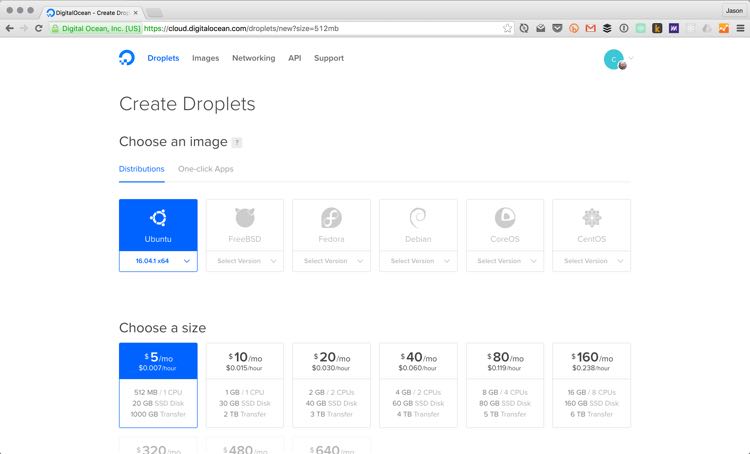 DigitalOcean - Create Drop
Jason
Digital Ocean, Inc. [US] https://cloud.digitalocean.com/droplets/new?size=512mb
Droplets Images Networking API Support
C
Create Droplets
Choose an image ?
Distributions One-click Apps
Ubuntu FreeBSD Fedora Debian CoreOS CentOS
16.04.1 x64 Select Version Select Version Select Version Select Version Select Version
Choose a size
$5/mo $10/mo $20/mo $40/mo $80/mo $160/mo
$0.007/hour $0.015/hour $0.030/hour $0.060/hour $0.119/hour $0.238/hour
512 MB / 1 CPU 1 GB / 1 CPU 2 GB / 2 CPUs 4 GB / 2 CPUs 8 GB / 4 CPUs 16 GB / 8 CPUs
20 GB SSD Disk 30 GB SSD Disk 40 GB SSD Disk 60 GB SSD Disk 80 GB SSD Disk 160 GB SSD Disk
1000 GB Transfer 2 TB Transfer 3 TB Transfer 4 TB Transfer 5 TB Transfer 6 TB Transfer
$320/mo $480/mo $640/mo